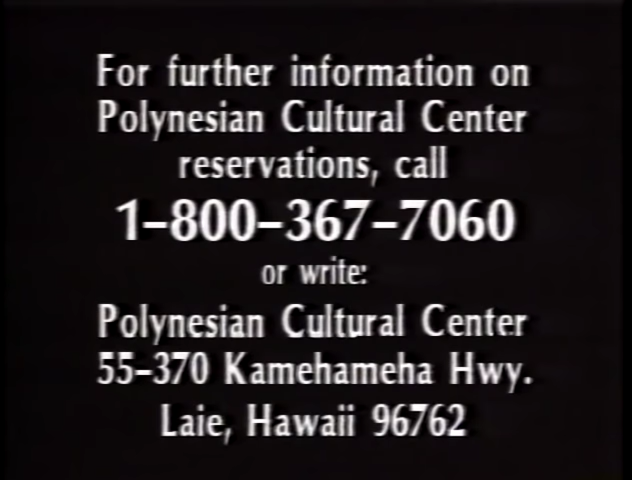 For further information on
Polynesian Cultural Center
reservations, call
1-800-367-7060
or write:
Polynesian Cultural Center
55-370 Kamehameha Hwy.
Laie, Hawaii 96762